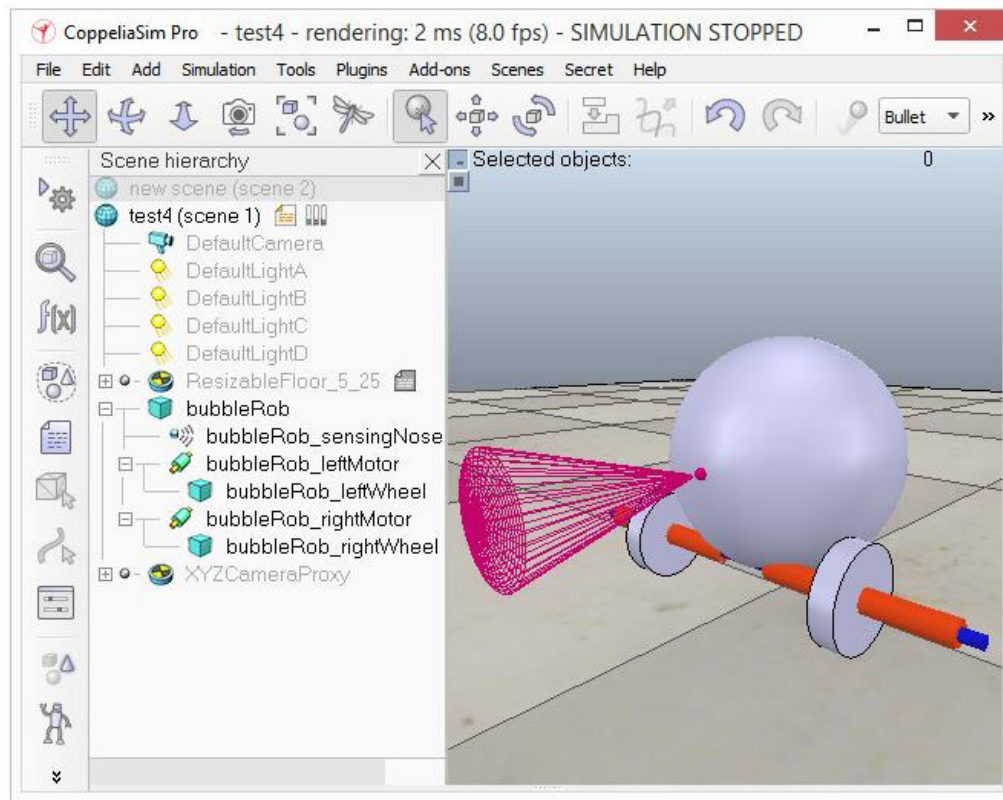 CoppeliaSim Pro - test4 - rendering: 2 ms (8.0 fps) - SIMULATION STOPPED
File Edit Add Simulation Tools Plugins Add-ons Scenes Secret Help
Bullet
Scene hierarchy
Selected objects: 0
new scene (scene 2)
test4 (scene 1)
DefaultCamera
DefaultLightA
DefaultLightB
f(x)
DefaultLightC
DefaultLightD
ResizableFloor_5_25
bubbleRob
bubbleRob_sensingNose
bubbleRob_leftMotor
bubbleRob_leftWheel
bubbleRob_rightMotor
bubbleRob_rightWheel
XYZCameraProxy